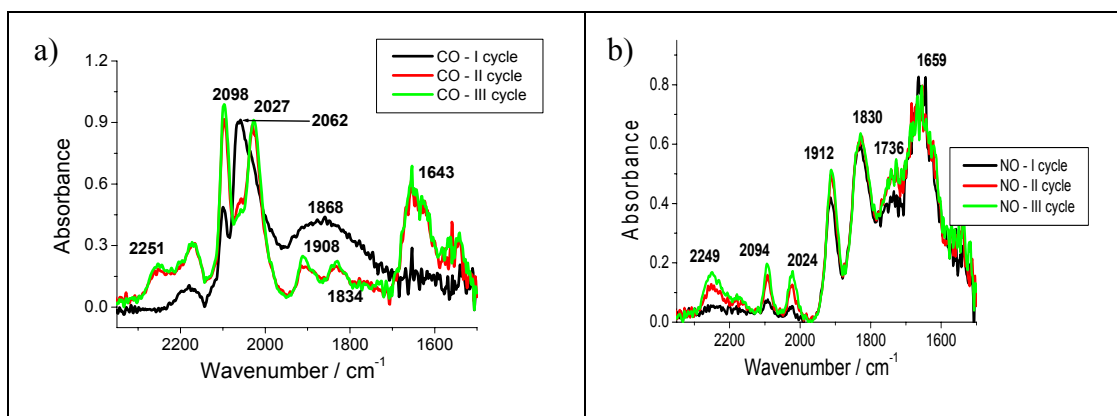 a)
CO - I cycle
CO - II cycle
CO - III cycle
2098
2027
2062
1643
1868
2251
1908
1834
Absorbance
1.2
0.9
0.6
0.3
0.0
2200
2000
1800
1600
Wavenumber / cm⁻¹
b)
1659
1830
1912
1736
NO - I cycle
NO - II cycle
NO - III cycle
2249
2094
2024
Absorbance
0.8
0.6
0.4
0.2
0.0
2200
2000
1800
1600
Wavenumber / cm⁻¹